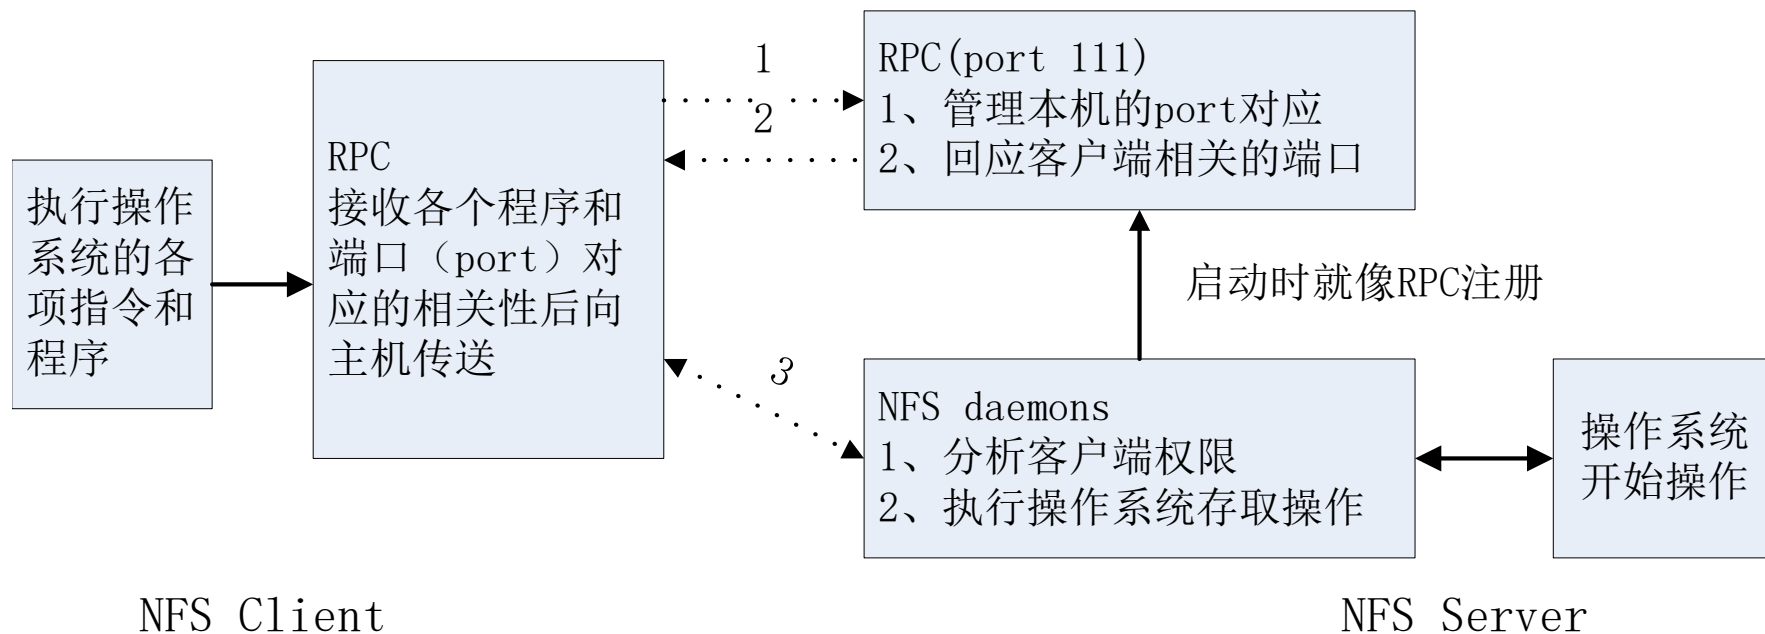 执行操作
系统的各
项指令和
程序
RPC
接收各个程序和
端口（port）对
应的相关性后向
主机传送
1
2
3
RPC(port 111)
1、管理本机的port对应
2、回应客户端相关的端口
启动时就像RPC注册
NFS daemons
1、分析客户端权限
2、执行操作系统存取操作
操作系统
开始操作
NFS Client
NFS Server